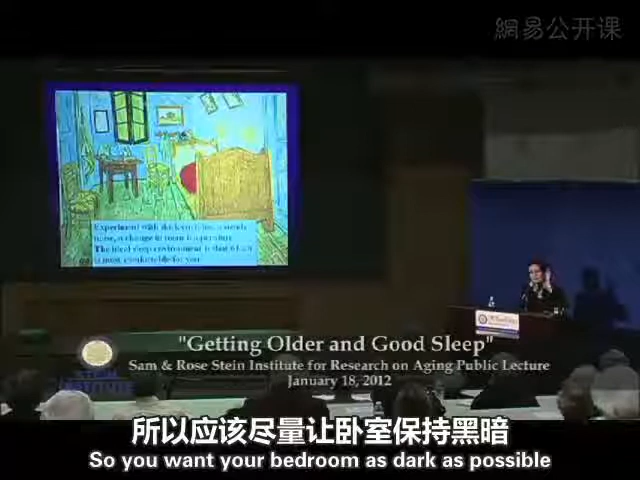 網易公开课
Experiment with
noise, a change in room temperature
The ideal sleep environment is that which
is most comfortable for you
"Getting Older and Good Sleep"
Sam & Rose Stein Institute for Research on Aging Public Lecture
January 18, 2012
INSTITUTE
所以应该尽量让卧室保持黑暗
So you want your bedroom as dark as possible